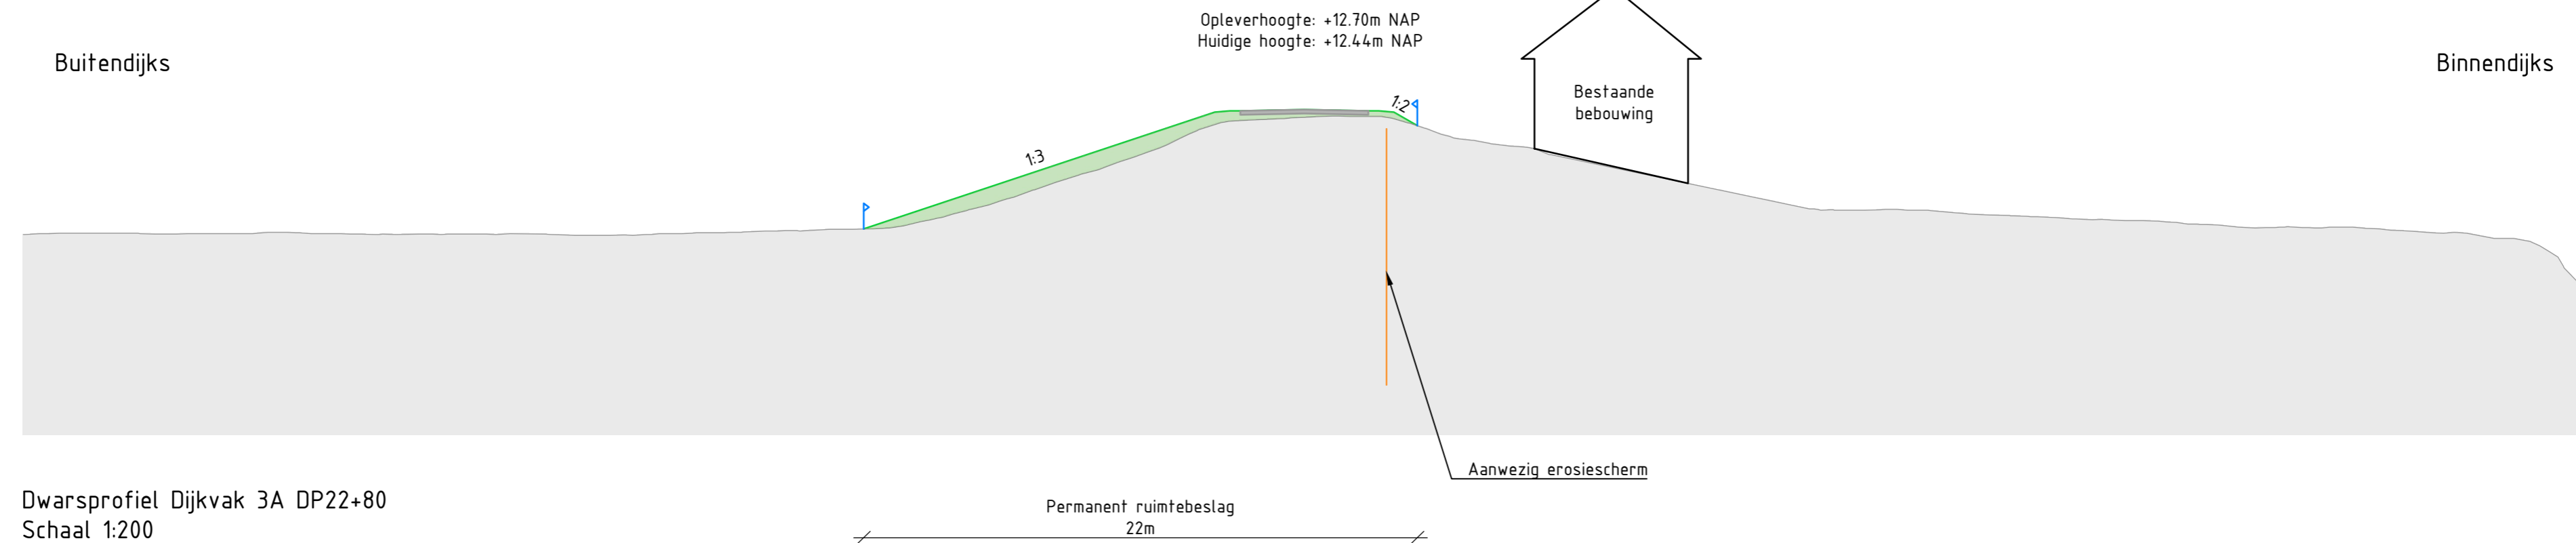 Opleverhoogte: +12.70m NAP
Huidige hoogte: +12.44m NAP
Buitendijks
Binnendijks
Bestaande
bebouwing
1:2
1:3
Aanwezig erosiescherm
Dwarsprofiel Dijkvak 3A DP22+80
Schaal 1:200
Permanent ruimtebeslag
22m